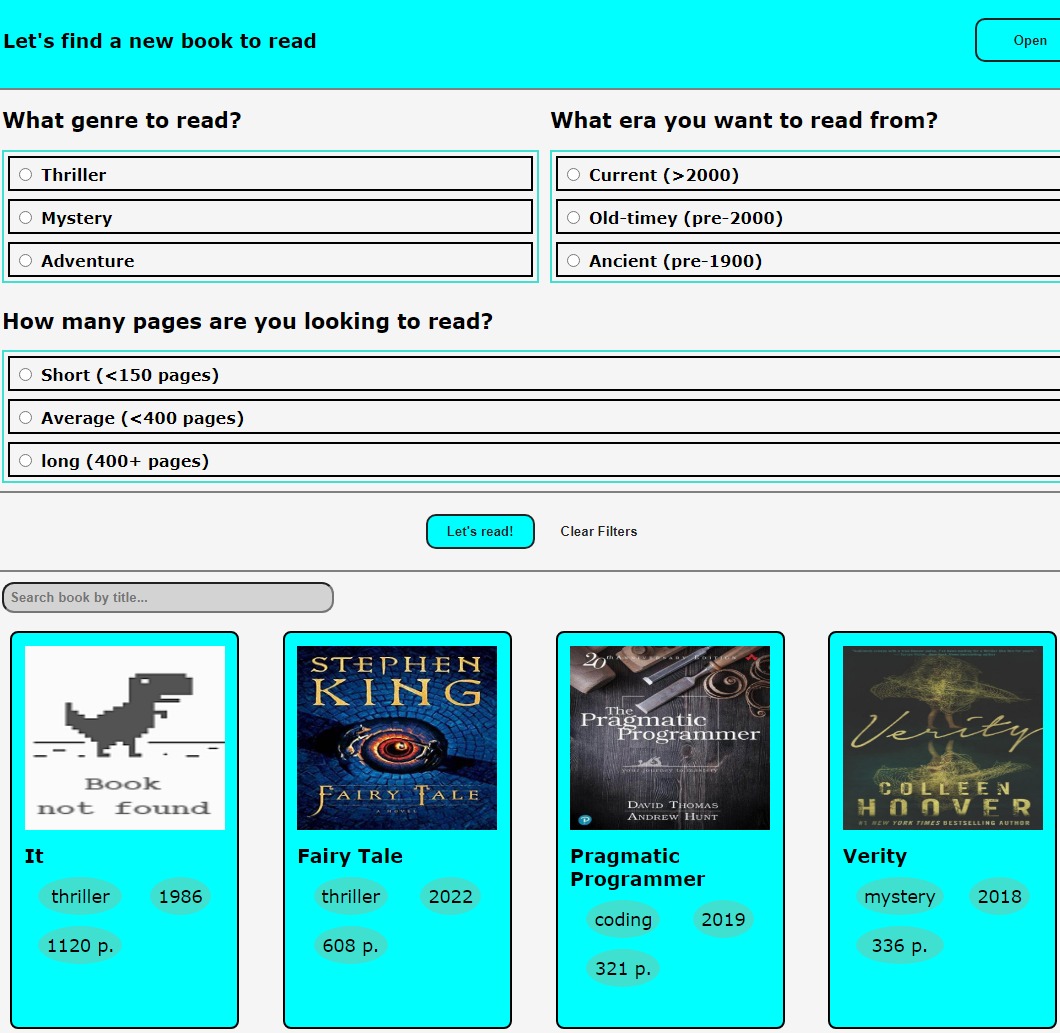 Let's find a new book to read
Open
What genre to read?
Thriller
Mystery
Adventure
What era you want to read from?
Current (>2000)
Old-timey (pre-2000)
Ancient (pre-1900)
How many pages are you looking to read?
Short (<150 pages)
Average (<400 pages)
long (400+ pages)
Let's read!
Clear Filters
Search book by title...
Book
not found
It
thriller
1986
1120 p.
STEPHEN
KING
FAIRY TALE
A NOVEL
Fairy Tale
thriller
2022
608 p.
20th Anniversary Edition
The
Pragmatic
Programmer
your journey to mastery
DAVID THOMAS
ANDREW HUNT
Pragmatic
Programmer
coding
2019
321 p.
Verity
COLLEEN
HOOVER
#1 NEW YORK TIMES BESTSELLING AUTHOR
Verity
mystery
2018
336 p.